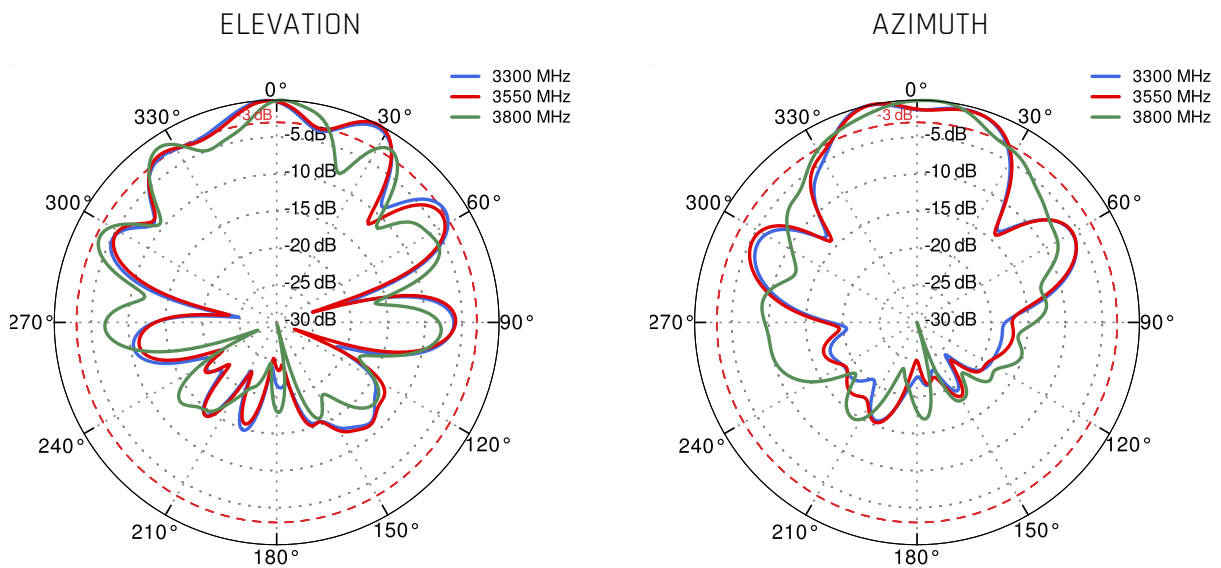 ELEVATION
3300 MHz
3550 MHz
3800 MHz
0°
30°
60°
90°
120°
150°
180°
210°
240°
270°
300°
330°
-3 dB
-5 dB
-10 dB
-15 dB
-20 dB
-25 dB
-30 dB
AZIMUTH
3300 MHz
3550 MHz
3800 MHz
0°
30°
60°
90°
120°
150°
180°
210°
240°
270°
300°
330°
-3 dB
-5 dB
-10 dB
-15 dB
-20 dB
-25 dB
-30 dB